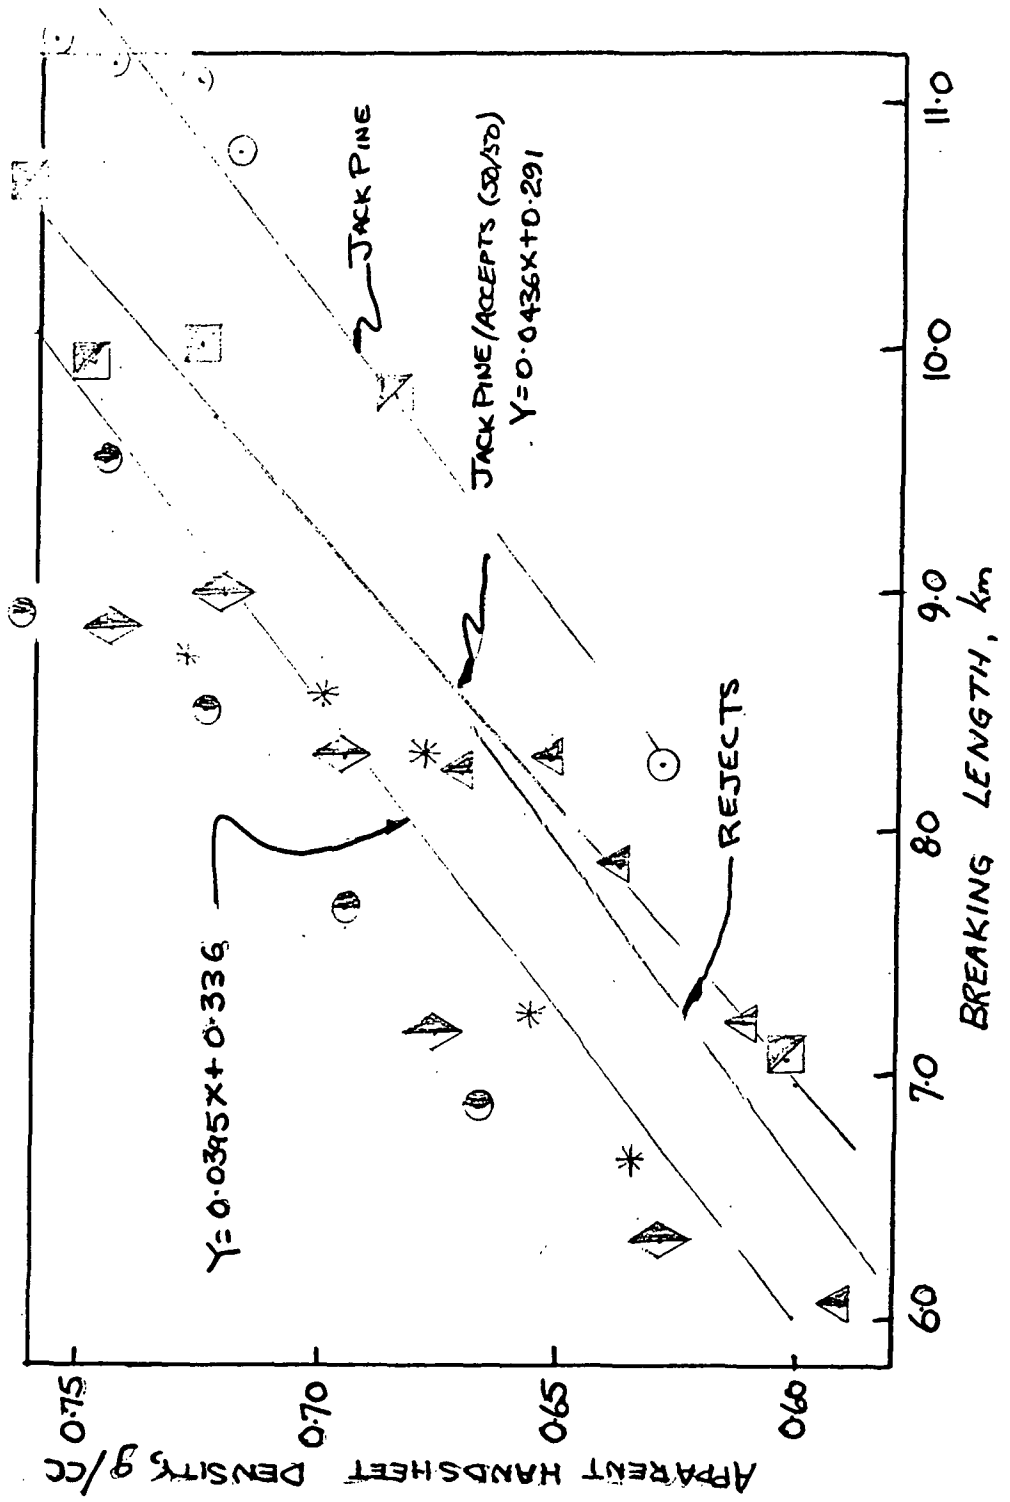 APPARENT HANDSHEET DENSITY, g/cc
0.75
0.70
0.65
0.60
Y=0.0395X+0.336
JACK PINE
JACK PINE/ACCEPTS (50/50)
Y=0.0436X+0.291
REJECTS
6.0
7.0
8.0
9.0
10.0
11.0
BREAKING LENGTH, km